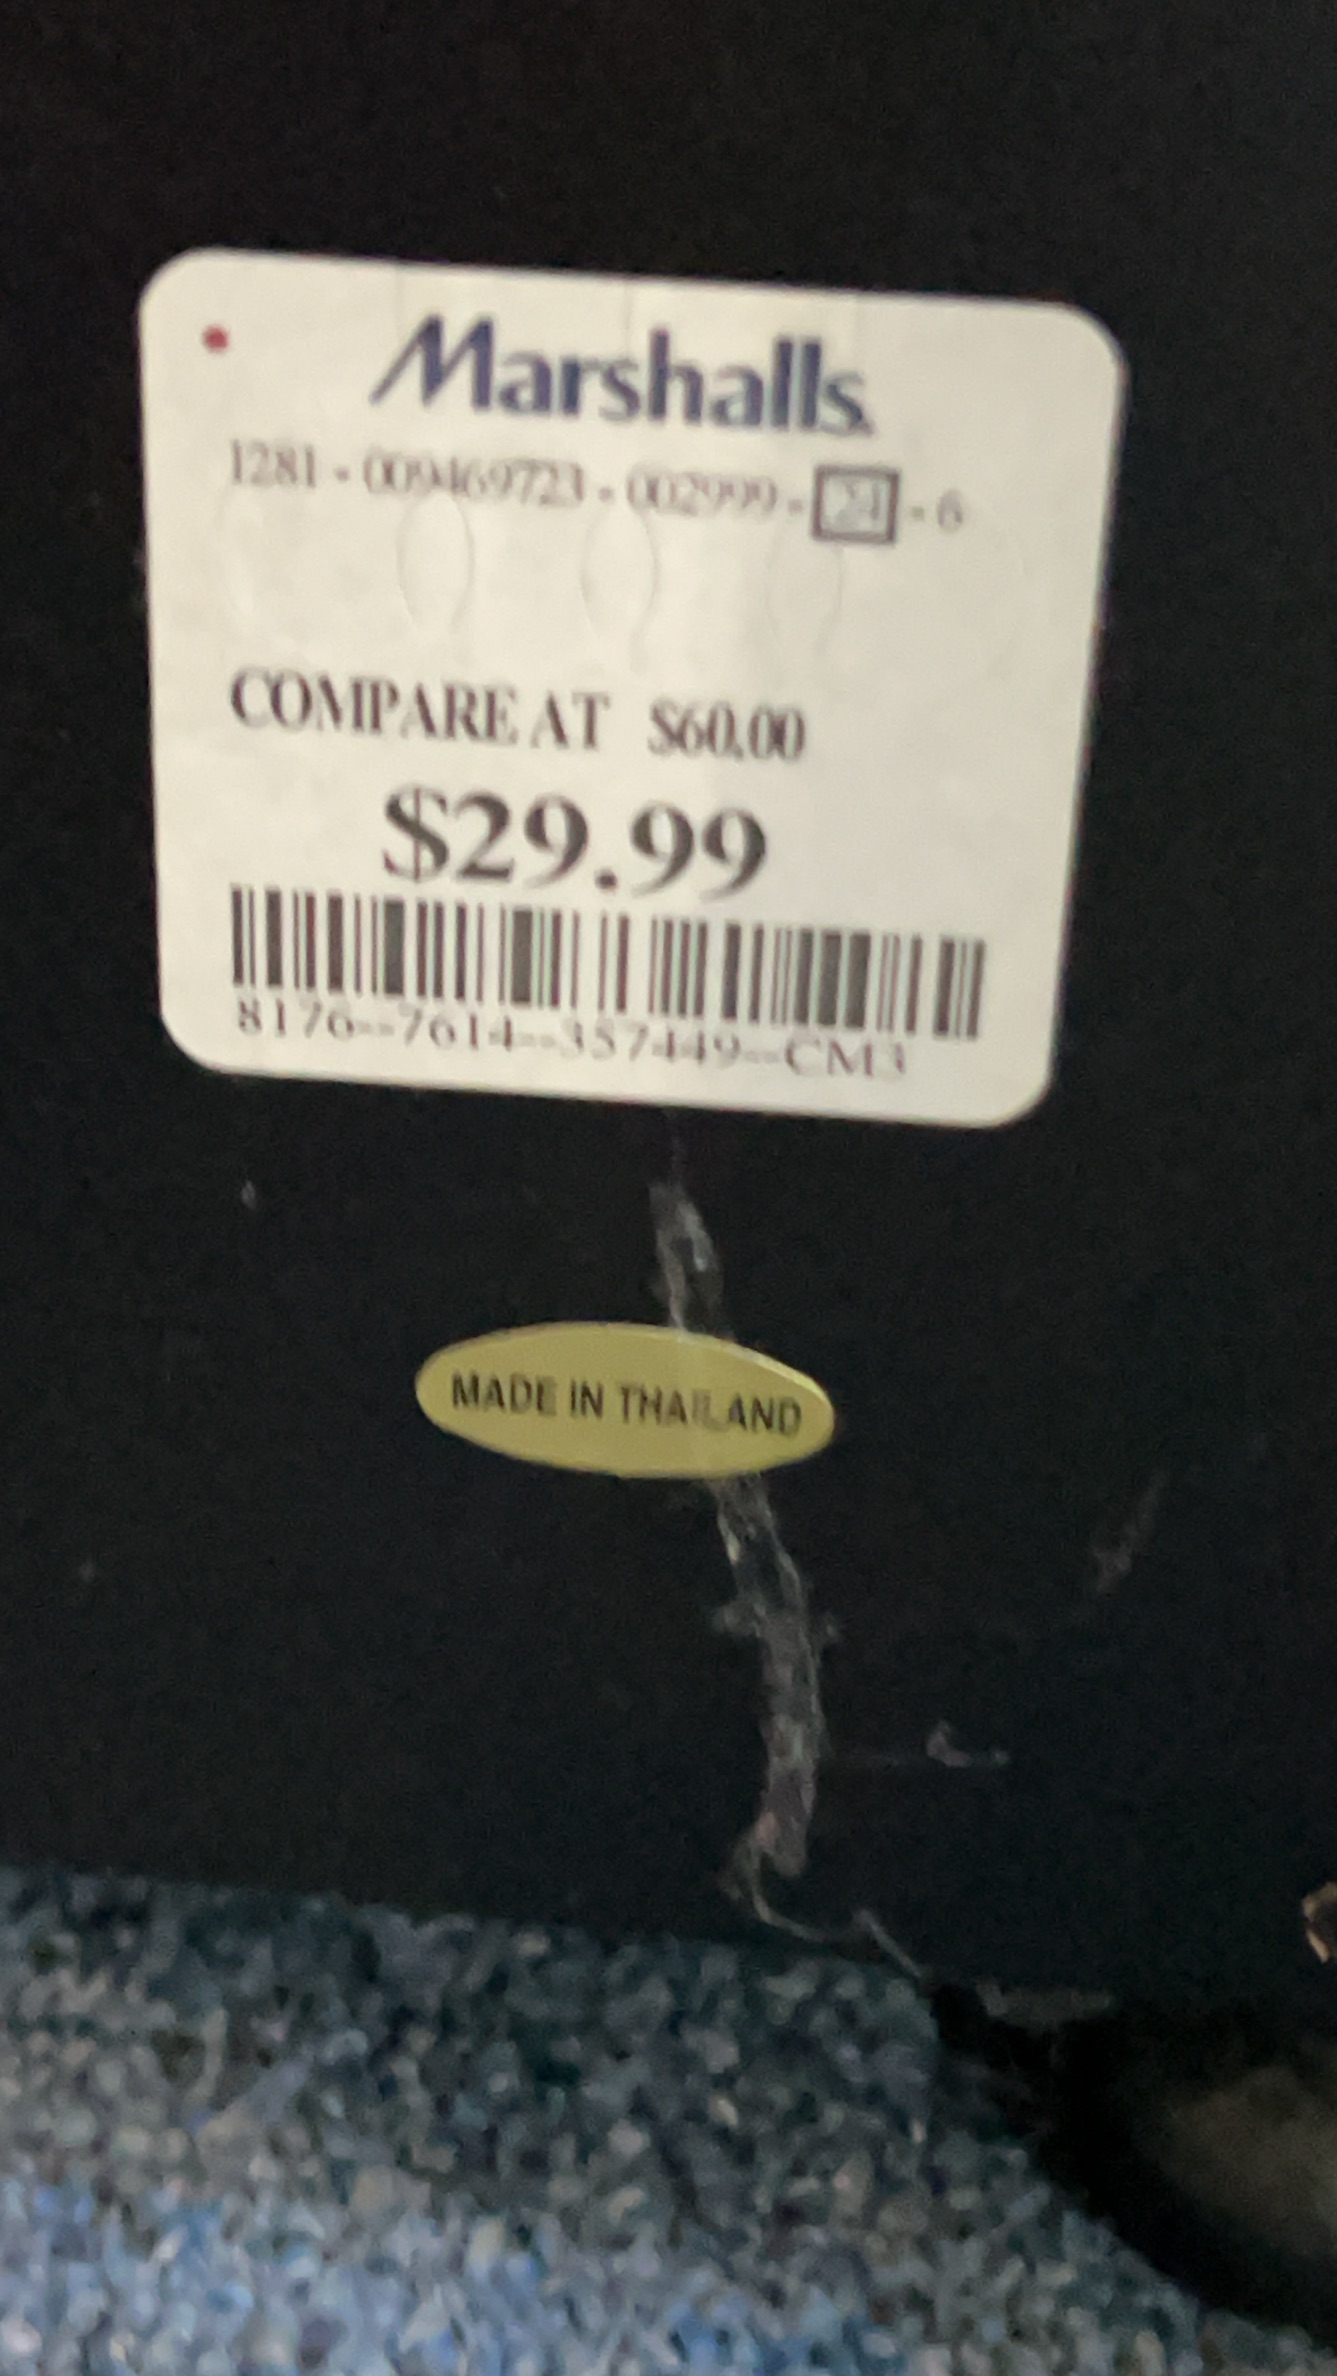 Marshalls.
1281 - 009469723 - 002999 - 24 - 6
COMPARE AT $60.00
$29.99
8176--7614--357449--CM3
MADE IN THAILAND